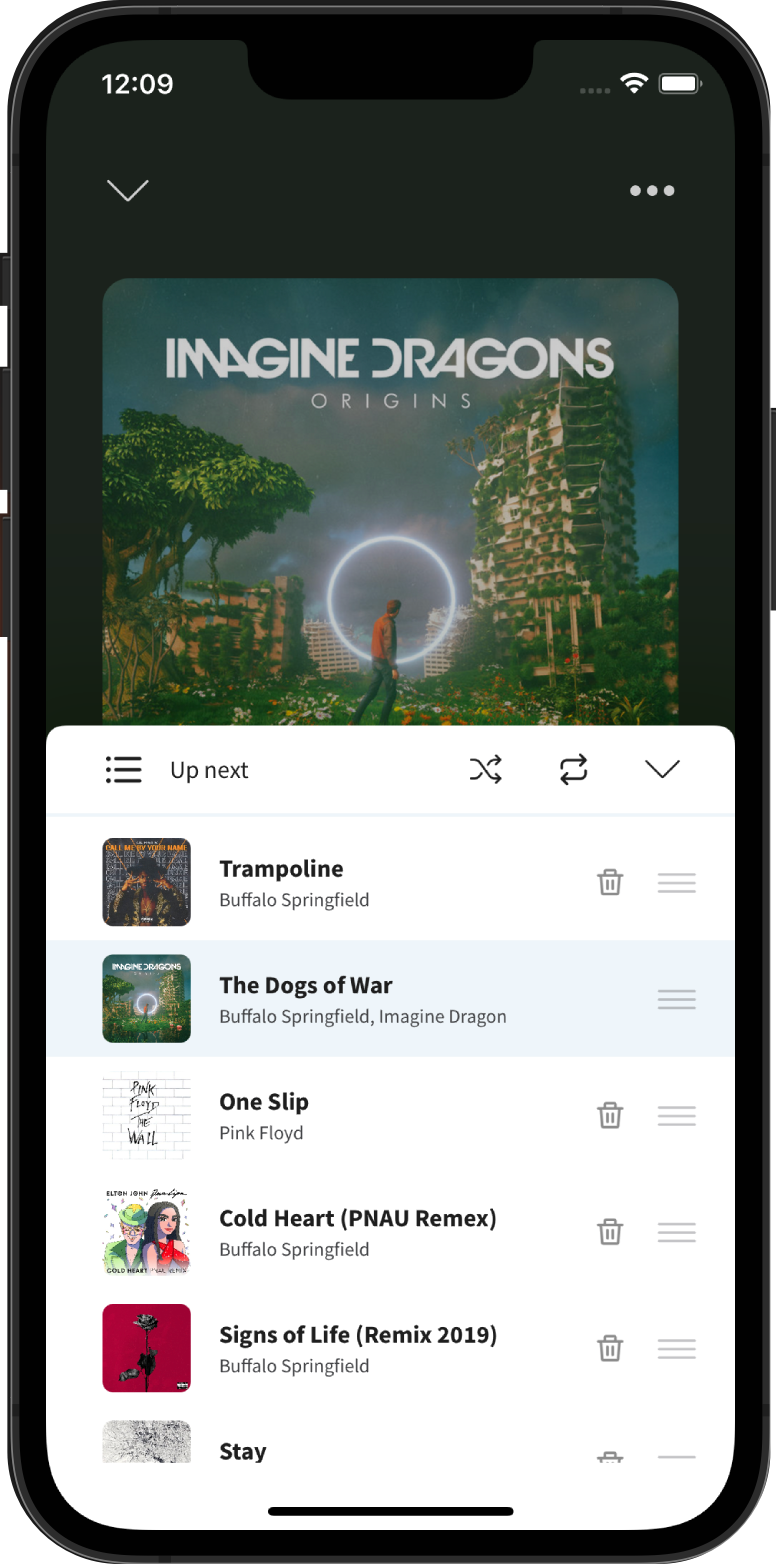 12:09
IMAGINE DRAGONS
ORIGINS
Up next
CALL ME BY YOUR NAME
Trampoline
Buffalo Springfield
IMAGINE DRAGONS
The Dogs of War
Buffalo Springfield, Imagine Dragon
PINK
FLOYD
THE
WALL
One Slip
Pink Floyd
ELTON JOHN Dua Lipa
COLD HEART PNAU REMIX
Cold Heart (PNAU Remex)
Buffalo Springfield
Signs of Life (Remix 2019)
Buffalo Springfield
Stay